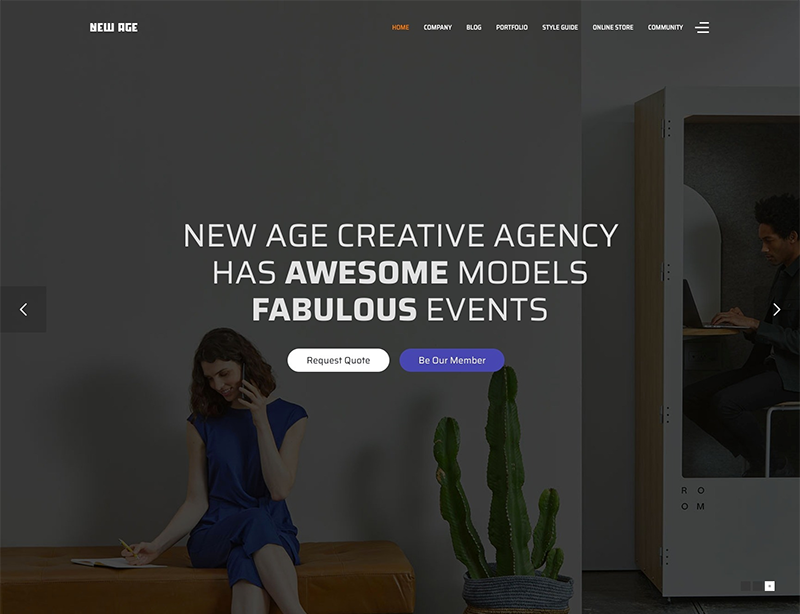 NEW AGE
HOME COMPANY BLOG PORTFOLIO STYLE GUIDE ONLINE STORE COMMUNITY
NEW AGE CREATIVE AGENCY
HAS AWESOME MODELS
FABULOUS EVENTS
Request Quote Be Our Member
R O
O M